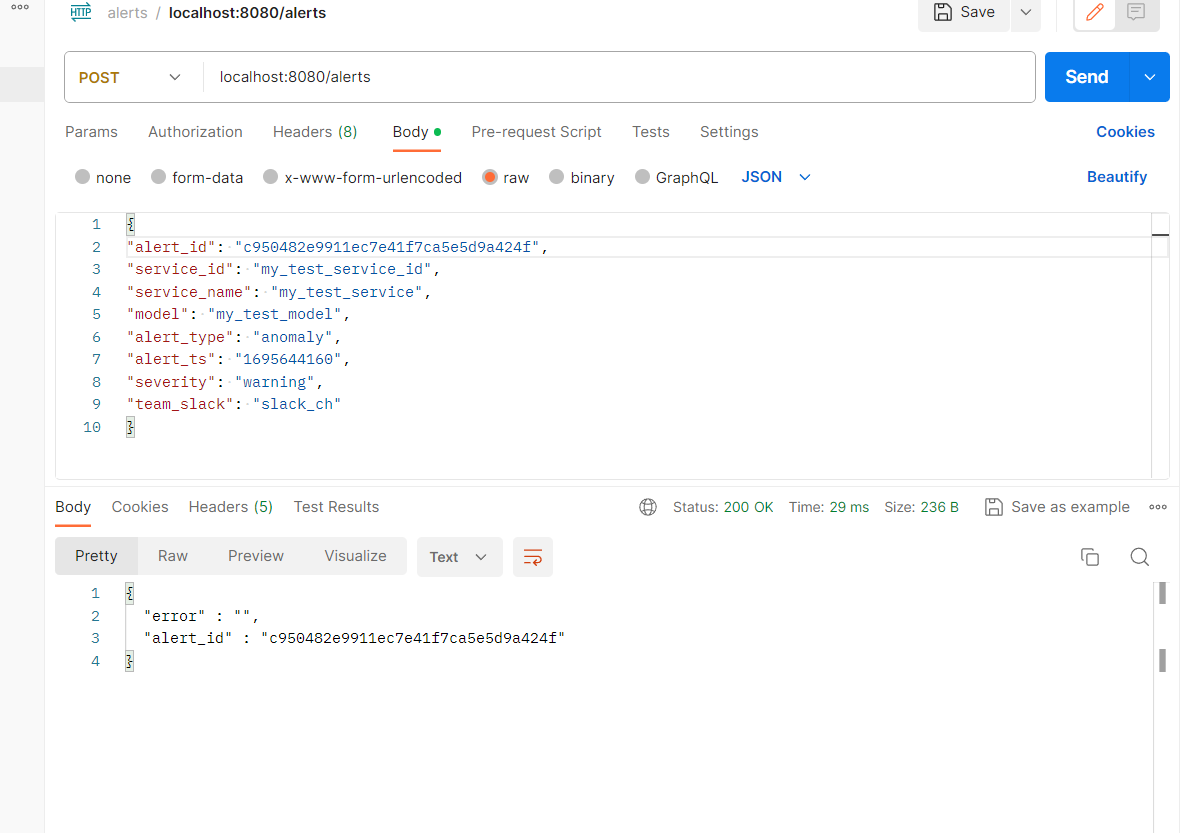 HTTP alerts / localhost:8080/alerts Save
POST localhost:8080/alerts Send
Params Authorization Headers (8) Body Pre-request Script Tests Settings Cookies
none form-data x-www-form-urlencoded raw binary GraphQL JSON Beautify
1 {
2 "alert_id": "c950482e9911ec7e41f7ca5e5d9a424f",
3 "service_id": "my_test_service_id",
4 "service_name": "my_test_service",
5 "model": "my_test_model",
6 "alert_type": "anomaly",
7 "alert_ts": "1695644160",
8 "severity": "warning",
9 "team_slack": "slack_ch"
10 }
Body Cookies Headers (5) Test Results Status: 200 OK Time: 29 ms Size: 236 B Save as example
Pretty Raw Preview Visualize Text
1 {
2 "error" : "",
3 "alert_id" : "c950482e9911ec7e41f7ca5e5d9a424f"
4 }